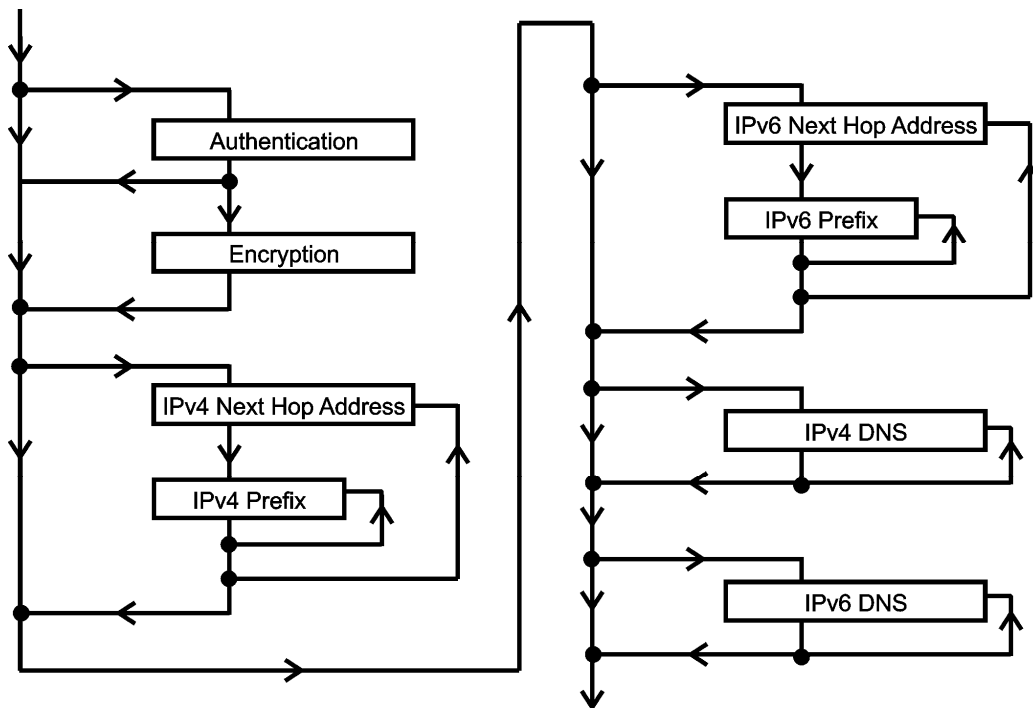 Authentication
Encryption
IPv4 Next Hop Address
IPv4 Prefix
IPv6 Next Hop Address
IPv6 Prefix
IPv4 DNS
IPv6 DNS